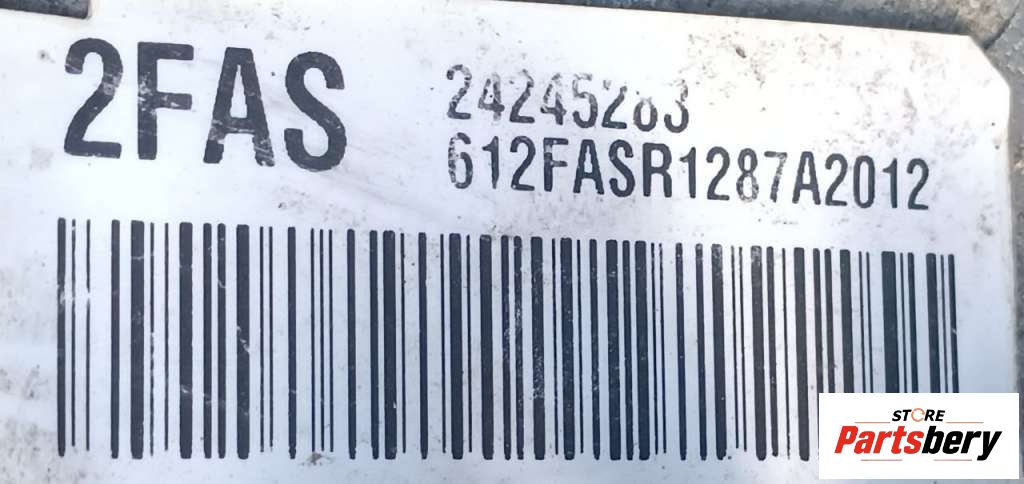 2FAS
24245283
612FASR1287A2012
STORE
Partsbery